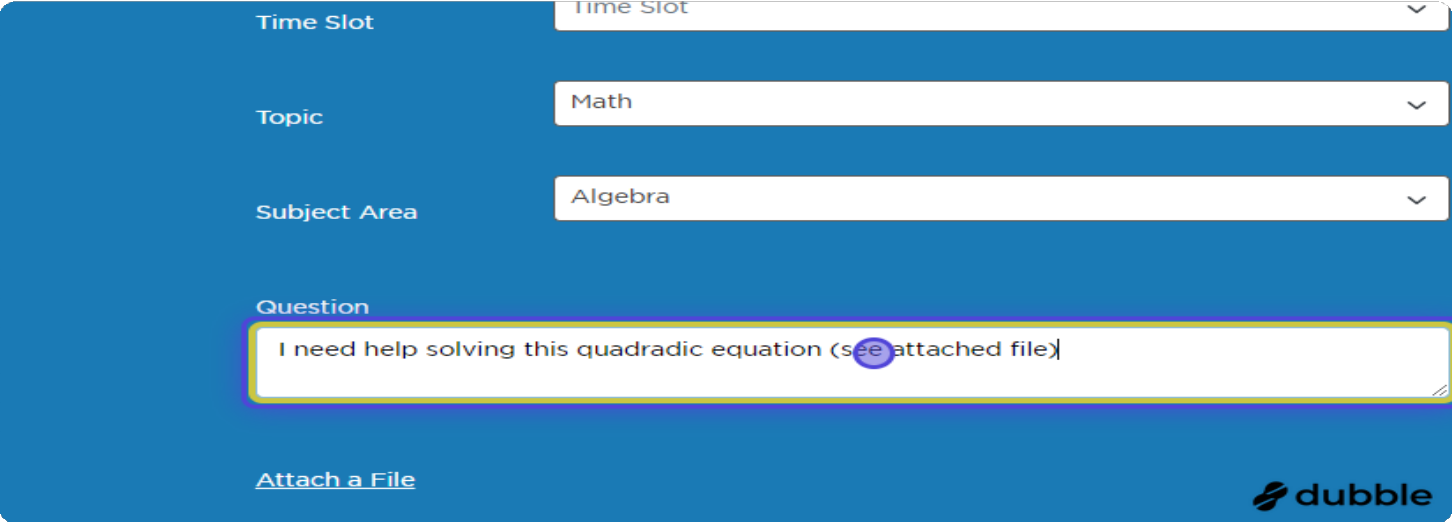 Time Slot
Time Slot
Topic
Math
Subject Area
Algebra
Question
I need help solving this quadradic equation (see attached file)
Attach a File
dubble